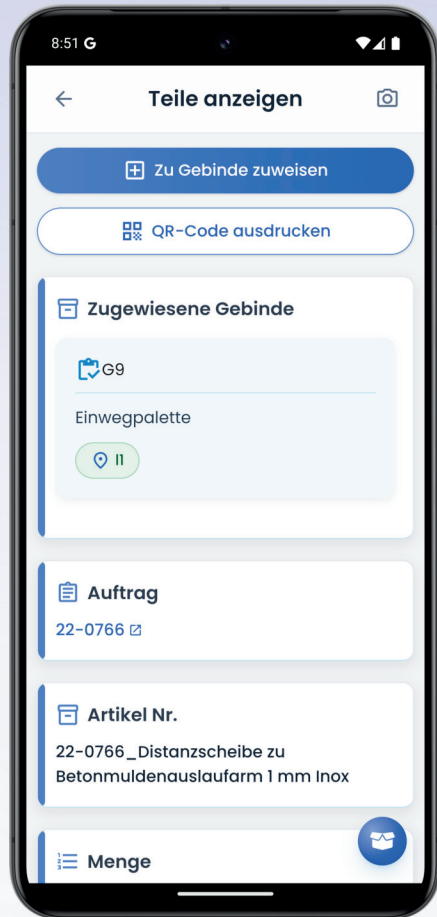 8:51 G
Teile anzeigen
Zu Gebinde zuweisen
QR-Code ausdrucken
Zugewiesene Gebinde
G9
Einwegpalette
I1
Auftrag
22-0766
Artikel Nr.
22-0766_Distanzscheibe zu
Betonmuldenauslaufarm 1 mm Inox
Menge